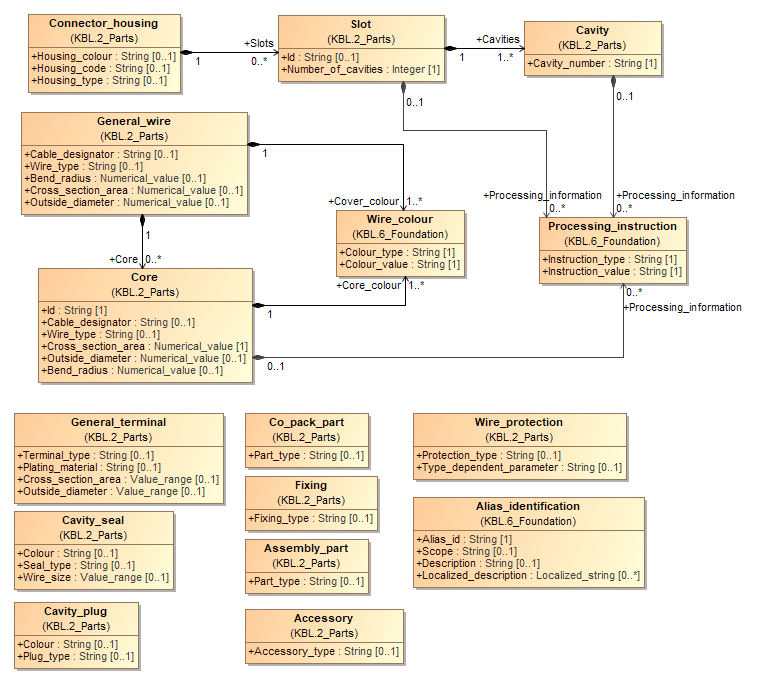 Connector_housing
(KBL.2_Parts)
+Housing_colour : String [0..1]
+Housing_code : String [0..1]
+Housing_type : String [0..1]
1
+Slots
0..*
Slot
(KBL.2_Parts)
+Id : String [0..1]
+Number_of_cavities : Integer [1]
1
+Cavities
1..*
Cavity
(KBL.2_Parts)
+Cavity_number : String [1]
0..1
0..1
General_wire
(KBL.2_Parts)
+Cable_designator : String [0..1]
+Wire_type : String [0..1]
+Bend_radius : Numerical_value [0..1]
+Cross_section_area : Numerical_value [0..1]
+Outside_diameter : Numerical_value [0..1]
1
+Cover_colour
1..*
+Processing_information
0..*
+Processing_information
0..*
1
+Core
0..*
Wire_colour
(KBL.6_Foundation)
+Colour_type : String [1]
+Colour_value : String [1]
+Core_colour
1..*
Processing_instruction
(KBL.6_Foundation)
+Instruction_type : String [1]
+Instruction_value : String [1]
0..*
+Processing_information
Core
(KBL.2_Parts)
+Id : String [1]
+Cable_designator : String [0..1]
+Wire_type : String [0..1]
+Cross_section_area : Numerical_value [1]
+Outside_diameter : Numerical_value [0..1]
+Bend_radius : Numerical_value [0..1]
1
0..1
General_terminal
(KBL.2_Parts)
+Terminal_type : String [0..1]
+Plating_material : String [0..1]
+Cross_section_area : Value_range [0..1]
+Outside_diameter : Value_range [0..1]
Co_pack_part
(KBL.2_Parts)
+Part_type : String [0..1]
Wire_protection
(KBL.2_Parts)
+Protection_type : String [0..1]
+Type_dependent_parameter : String [0..1]
Fixing
(KBL.2_Parts)
+Fixing_type : String [0..1]
Cavity_seal
(KBL.2_Parts)
+Colour : String [0..1]
+Seal_type : String [0..1]
+Wire_size : Value_range [0..1]
Alias_identification
(KBL.6_Foundation)
+Alias_id : String [1]
+Scope : String [0..1]
+Description : String [0..1]
+Localized_description : Localized_string [0..*]
Assembly_part
(KBL.2_Parts)
+Part_type : String [0..1]
Cavity_plug
(KBL.2_Parts)
+Colour : String [0..1]
+Plug_type : String [0..1]
Accessory
(KBL.2_Parts)
+Accessory_type : String [0..1]